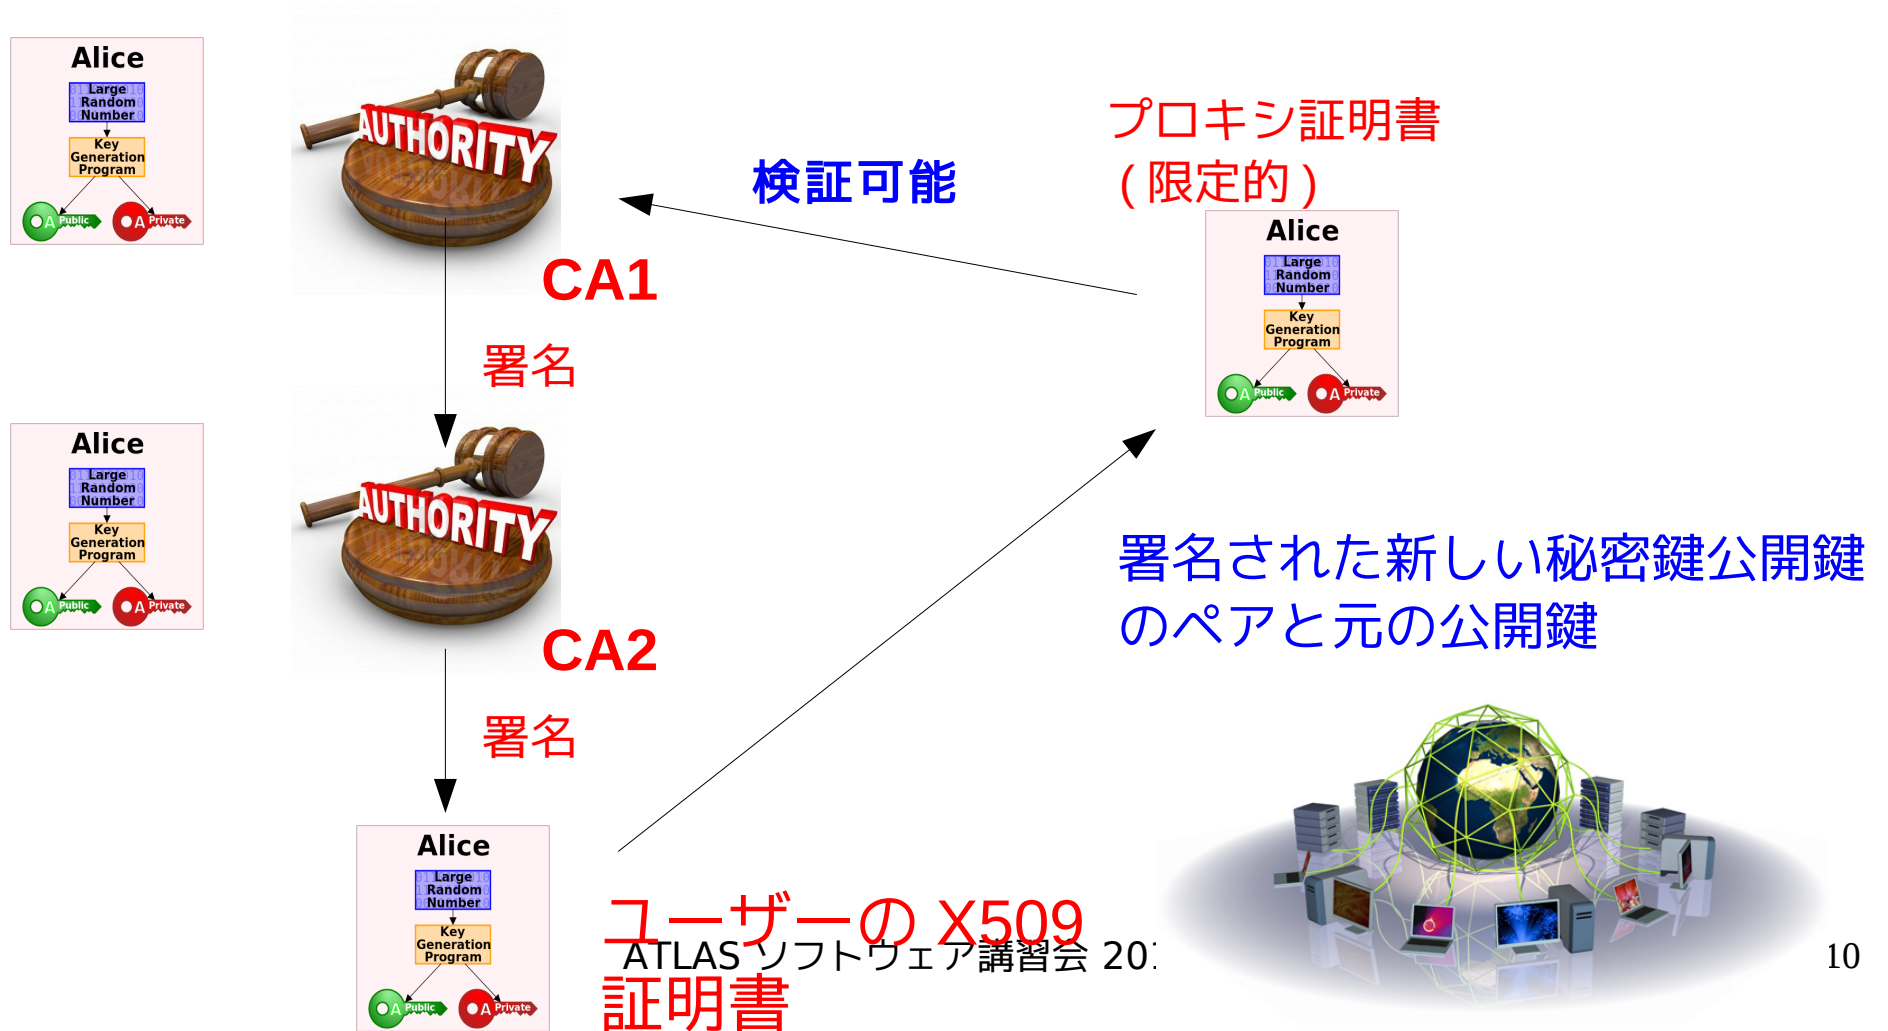 Alice
Large
Random
Number
Key
Generation
Program
A Public
A Private
AUTHORITY
CA1
署名
検証可能
プロキシ証明書
(限定的)
Alice
Large
Random
Number
Key
Generation
Program
A Public
A Private
Alice
Large
Random
Number
Key
Generation
Program
A Public
A Private
AUTHORITY
CA2
署名
署名された新しい秘密鍵公開鍵
のペアと元の公開鍵
Alice
Large
Random
Number
Key
Generation
Program
A Public
A Private
ユーザーの X509
証明書
ATLAS ソフトウェア講習会
10